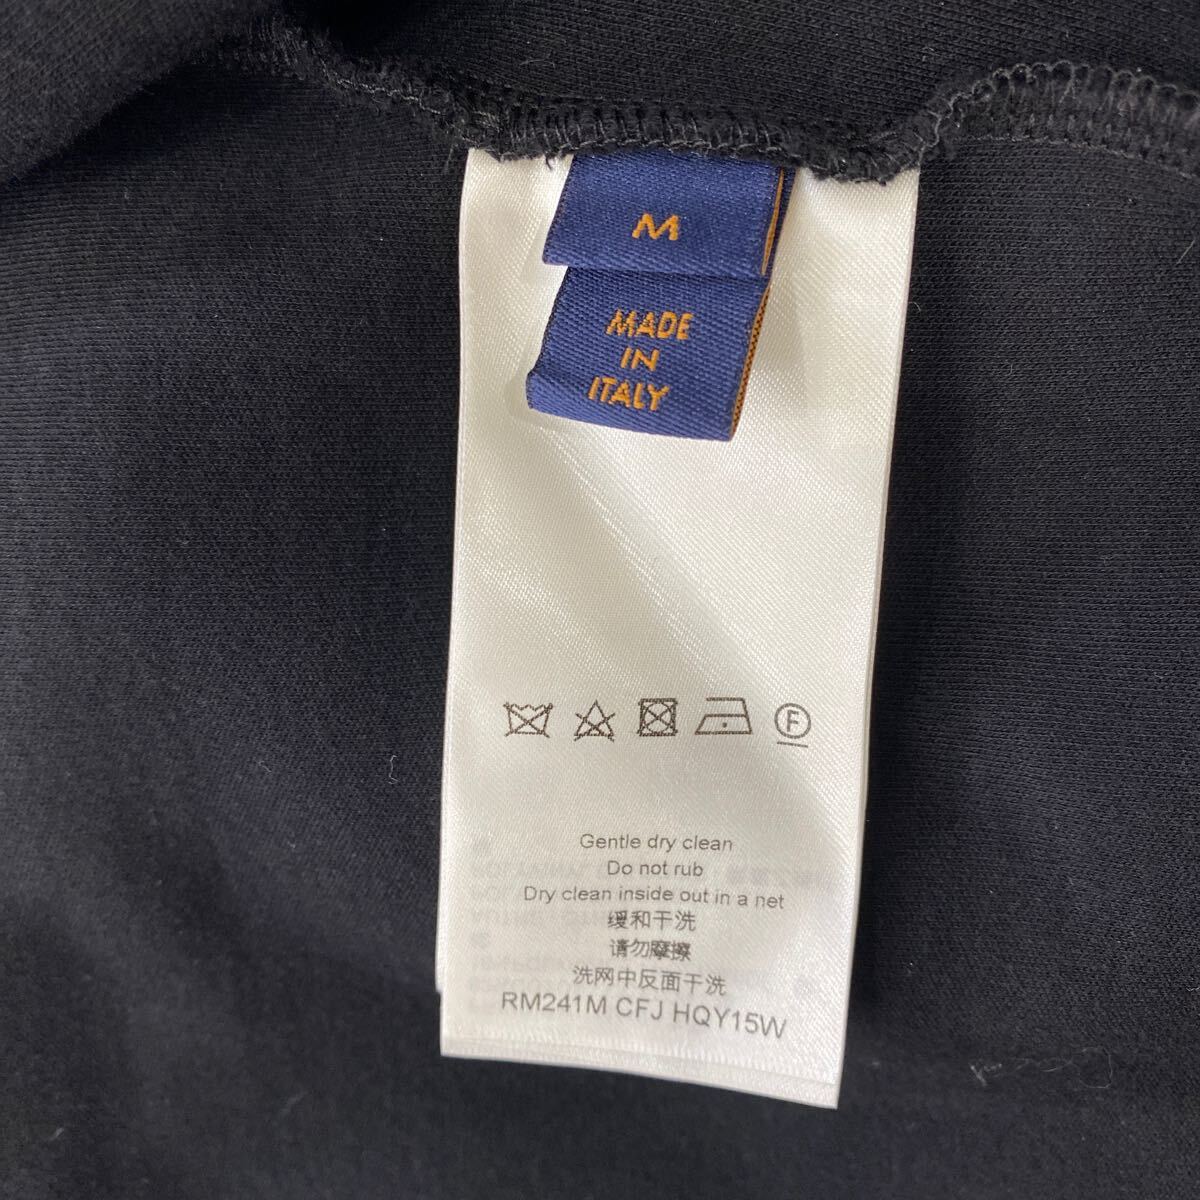 M
MADE
IN
ITALY
F
Gentle dry clean
Do not rub
Dry clean inside out in a net
缓和干洗
请勿摩擦
洗网中反面干洗
RM241M CFJ HQY15W